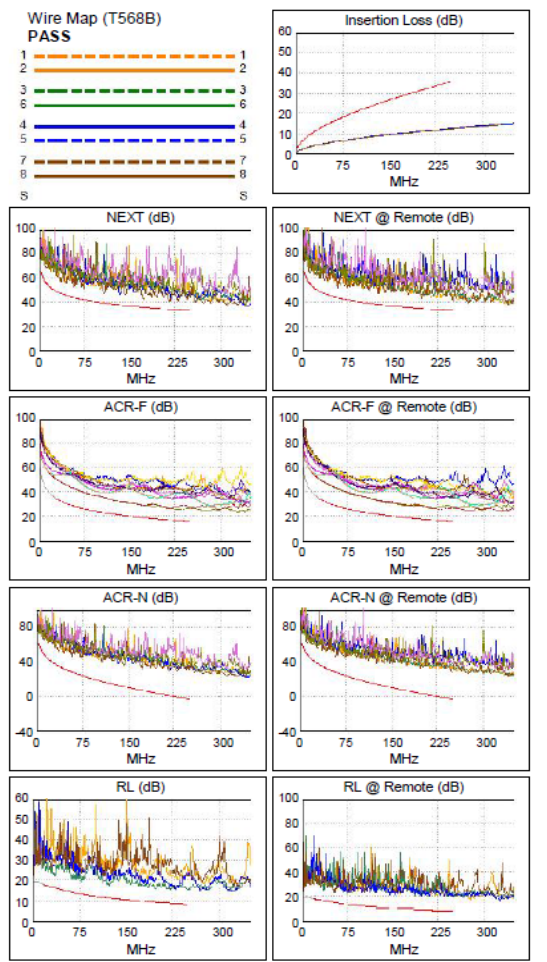 Wire Map (T568B)
PASS
1 1
2 2
3 3
6 6
4 4
5 5
7 7
8 8
S S
Insertion Loss (dB)
60
50
40
30
20
10
0
0 75 150 225 300
MHz
NEXT (dB)
100
80
60
40
20
0
0 75 150 225 300
MHz
NEXT @ Remote (dB)
100
80
60
40
20
0
0 75 150 225 300
MHz
ACR-F (dB)
100
80
60
40
20
0
0 75 150 225 300
MHz
ACR-F @ Remote (dB)
100
80
60
40
20
0
0 75 150 225 300
MHz
ACR-N (dB)
80
40
0
-40
0 75 150 225 300
MHz
ACR-N @ Remote (dB)
80
40
0
-40
0 75 150 225 300
MHz
RL (dB)
60
50
40
30
20
10
0
0 75 150 225 300
MHz
RL @ Remote (dB)
100
80
60
40
20
0
0 75 150 225 300
MHz